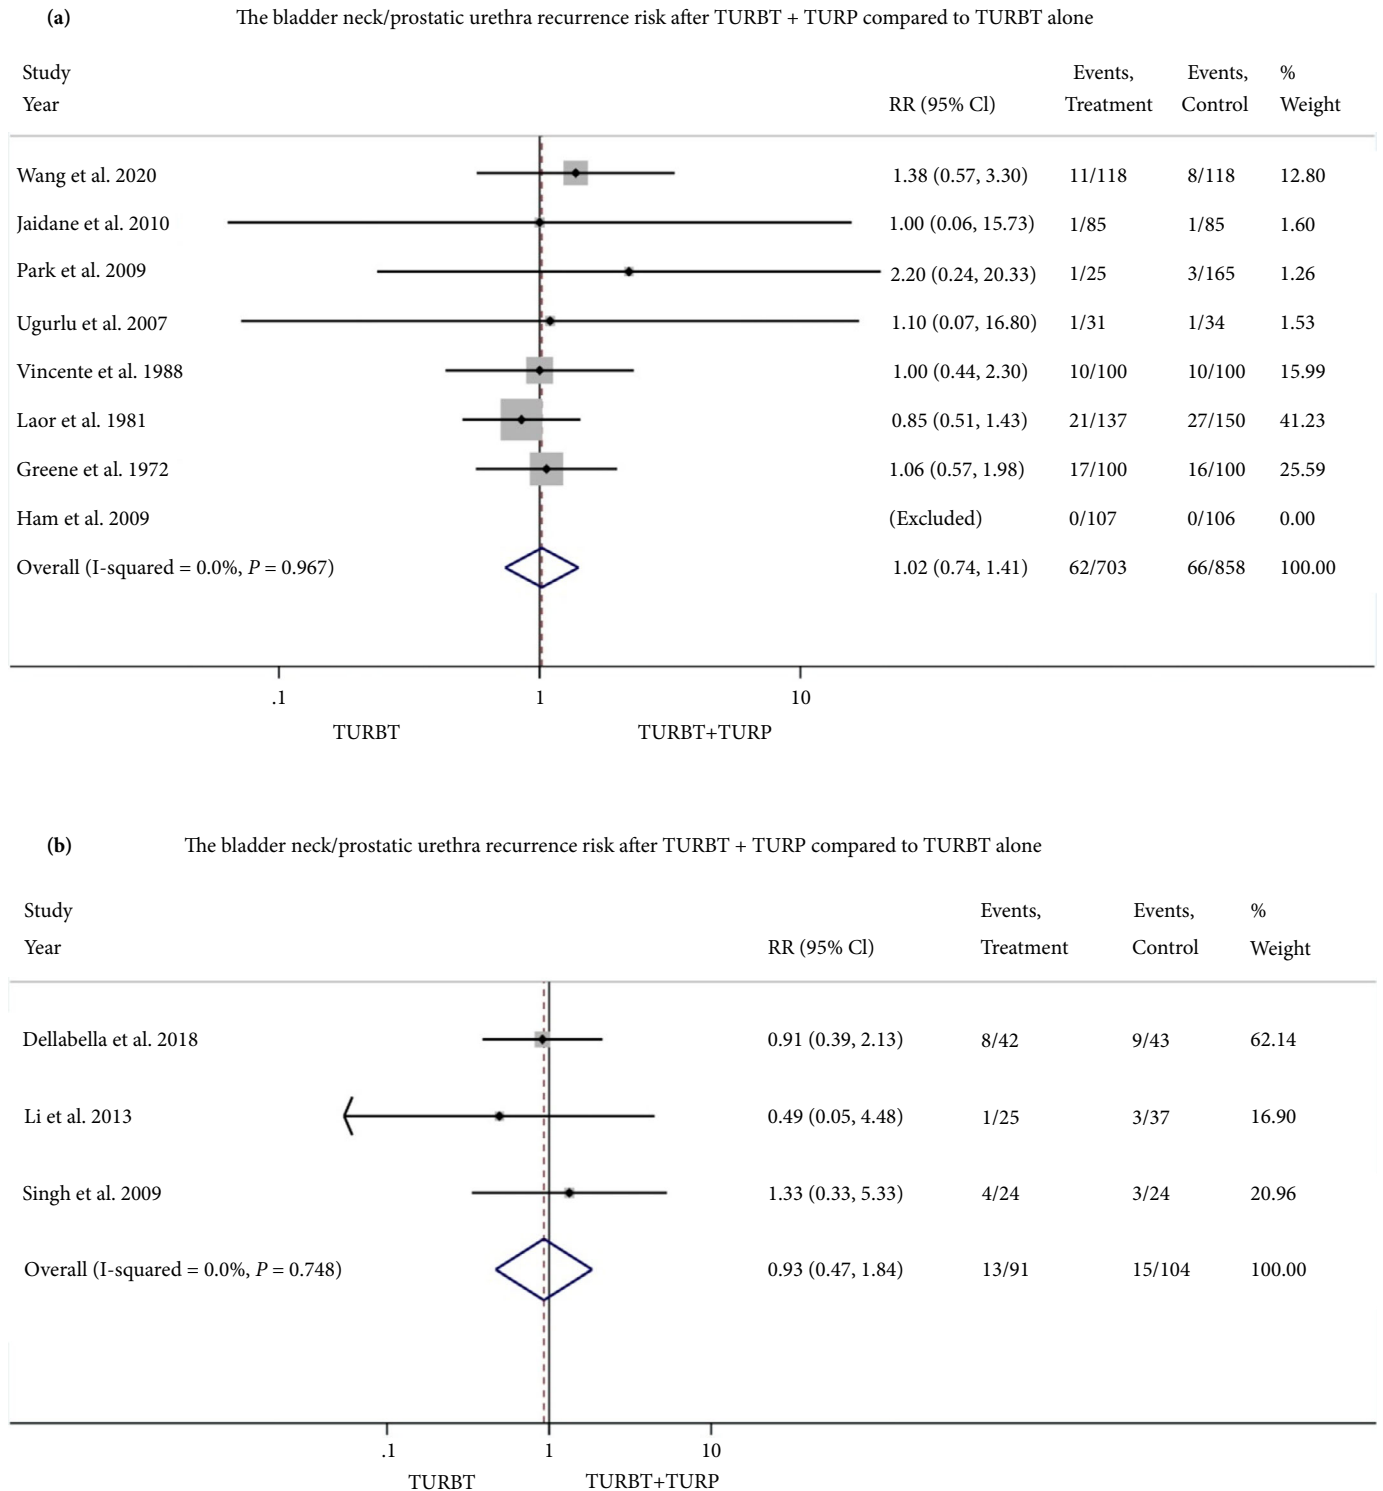 (a) The bladder neck/prostatic urethra recurrence risk after TURBT + TURP compared to TURBT alone
Study Events, Events, %
Year RR (95% Cl) Treatment Control Weight
Wang et al. 2020 1.38 (0.57, 3.30) 11/118 8/118 12.80
Jaidane et al. 2010 1.00 (0.06, 15.73) 1/85 1/85 1.60
Park et al. 2009 2.20 (0.24, 20.33) 1/25 3/165 1.26
Ugurlu et al. 2007 1.10 (0.07, 16.80) 1/31 1/34 1.53
Vincente et al. 1988 1.00 (0.44, 2.30) 10/100 10/100 15.99
Laor et al. 1981 0.85 (0.51, 1.43) 21/137 27/150 41.23
Greene et al. 1972 1.06 (0.57, 1.98) 17/100 16/100 25.59
Ham et al. 2009 (Excluded) 0/107 0/106 0.00
Overall (I-squared = 0.0%, P = 0.967) 1.02 (0.74, 1.41) 62/703 66/858 100.00
.1 1 10
TURBT TURBT+TURP
(b) The bladder neck/prostatic urethra recurrence risk after TURBT + TURP compared to TURBT alone
Study Events, Events, %
Year RR (95% Cl) Treatment Control Weight
Dellabella et al. 2018 0.91 (0.39, 2.13) 8/42 9/43 62.14
Li et al. 2013 0.49 (0.05, 4.48) 1/25 3/37 16.90
Singh et al. 2009 1.33 (0.33, 5.33) 4/24 3/24 20.96
Overall (I-squared = 0.0%, P = 0.748) 0.93 (0.47, 1.84) 13/91 15/104 100.00
.1 1 10
TURBT TURBT+TURP